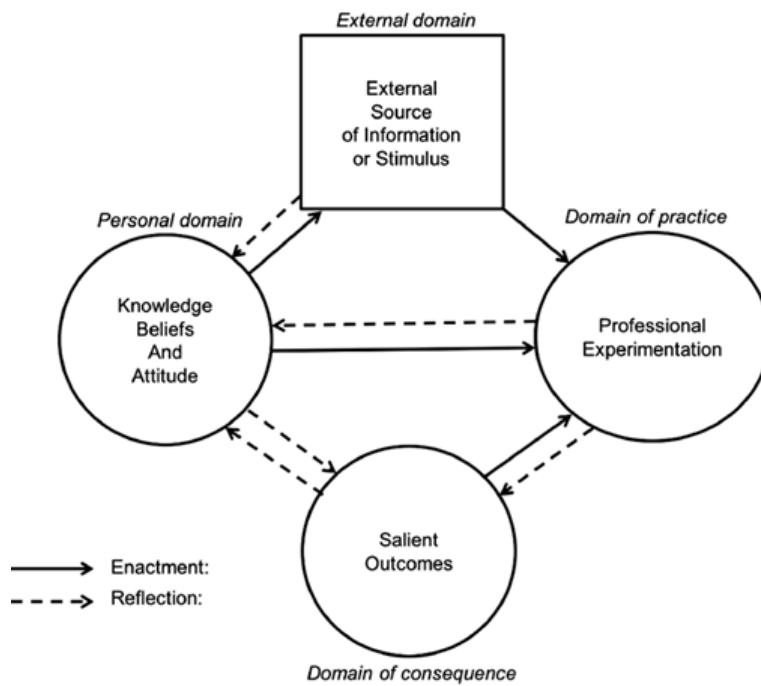 External domain
External
Source
of Information
or Stimulus
Personal domain
Domain of practice
Knowledge
Beliefs
And
Attitude
Professional
Experimentation
Salient
Outcomes
Enactment:
Reflection:
Domain of consequence